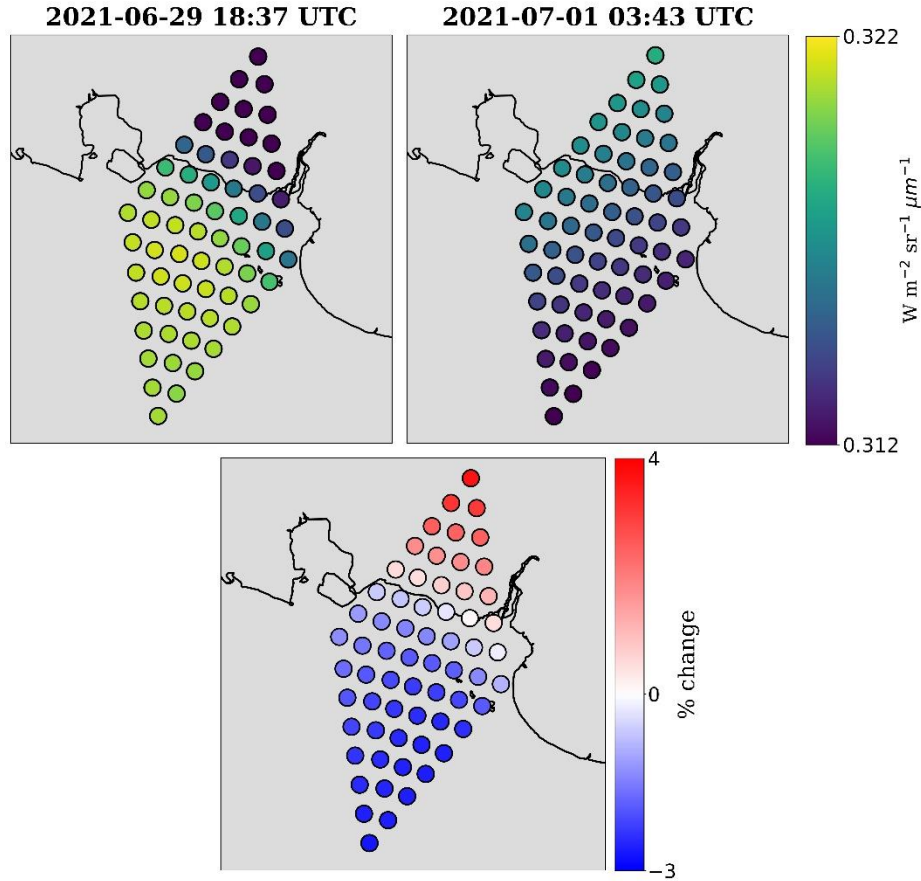 2021-06-29 18:37 UTC
2021-07-01 03:43 UTC
0.322
W m⁻² sr⁻¹ μm⁻¹
0.312
4
% change
0
−3